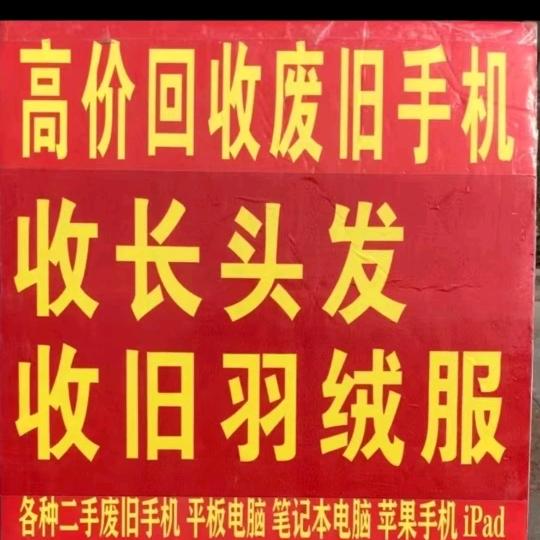 高价回收废旧手机
收长头发
收旧羽绒服
各种二手废旧手机 平板电脑 笔记本电脑 苹果手机 iPad